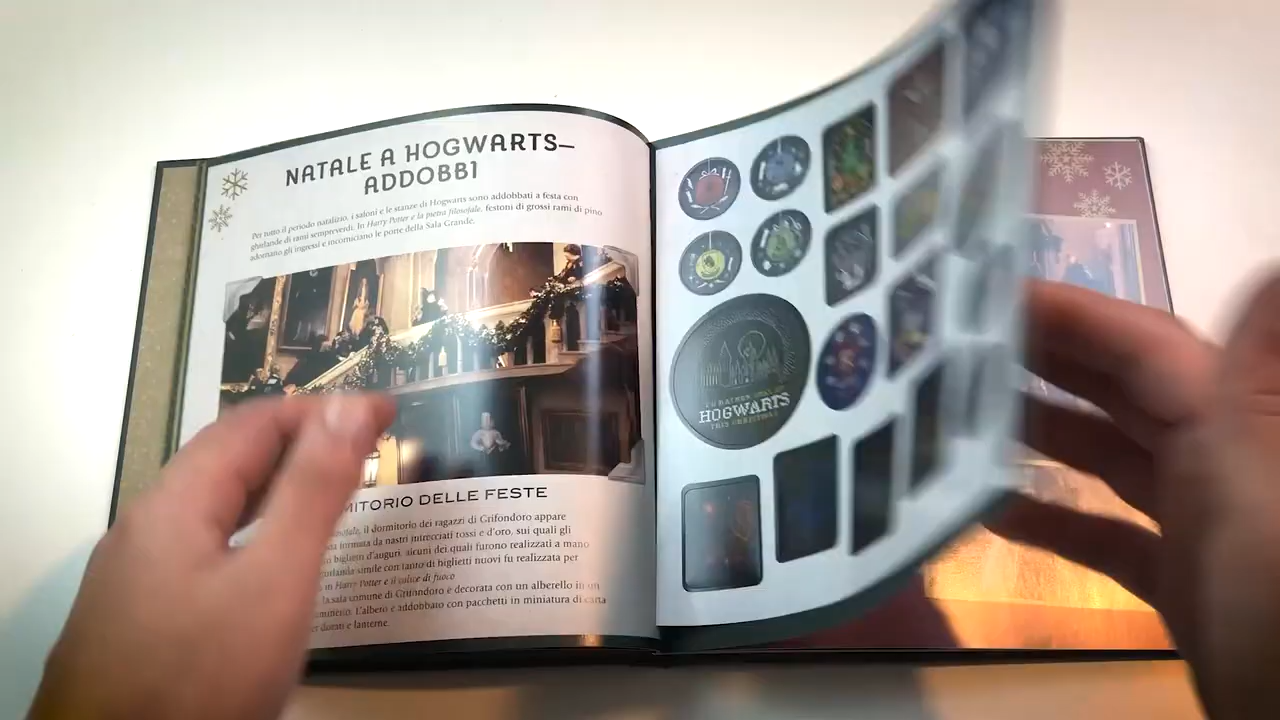 NATALE A HOGWARTS—
ADDOBBI
Per tutto il periodo natalizio, i saloni e le stanze di Hogwarts sono addobbati a festa con
ghirlande di rami sempreverdi. In Harry Potter e la pietra filosofale, festoni di grossi rami di pino
adornano gli ingressi e incorniciano le porte della Sala Grande.
MITORIO DELLE FESTE
il dormitorio dei ragazzi di Grifondoro appare
formata da nastri intrecciati rossi e d'oro, sui quali gli
biglietti d'auguri, alcuni dei quali furono realizzati a mano
simile con tanto di biglietti nuovi fu realizzata per
in Harry Potter e il calice di fuoco
la sala comune di Grifondoro è decorata con un alberello in un
L'albero è addobbato con pacchetti in miniatura di carta
dorati e lanterne.
I'D RATHER
HOGWARTS
THIS CHRISTMAS